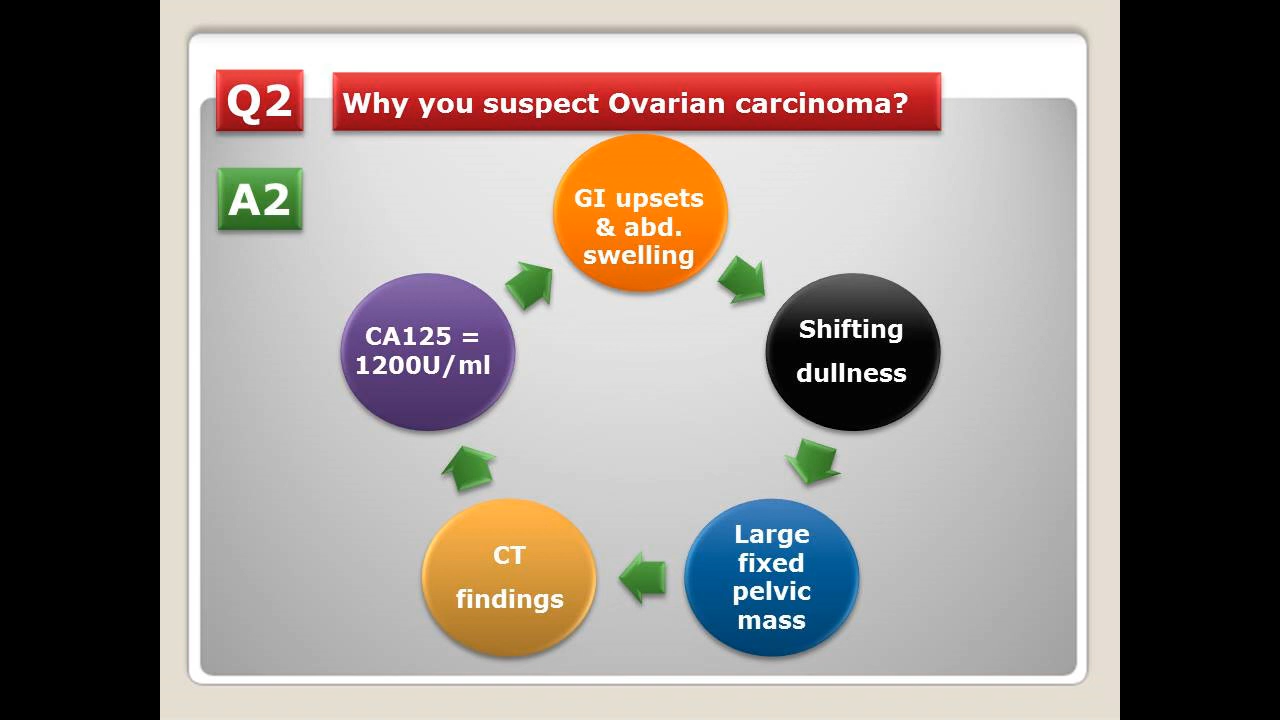 Q2
Why you suspect Ovarian carcinoma?
A2
GI upsets
& abd.
swelling
Shifting
dullness
Large
fixed
pelvic
mass
CT
findings
CA125 =
1200U/ml